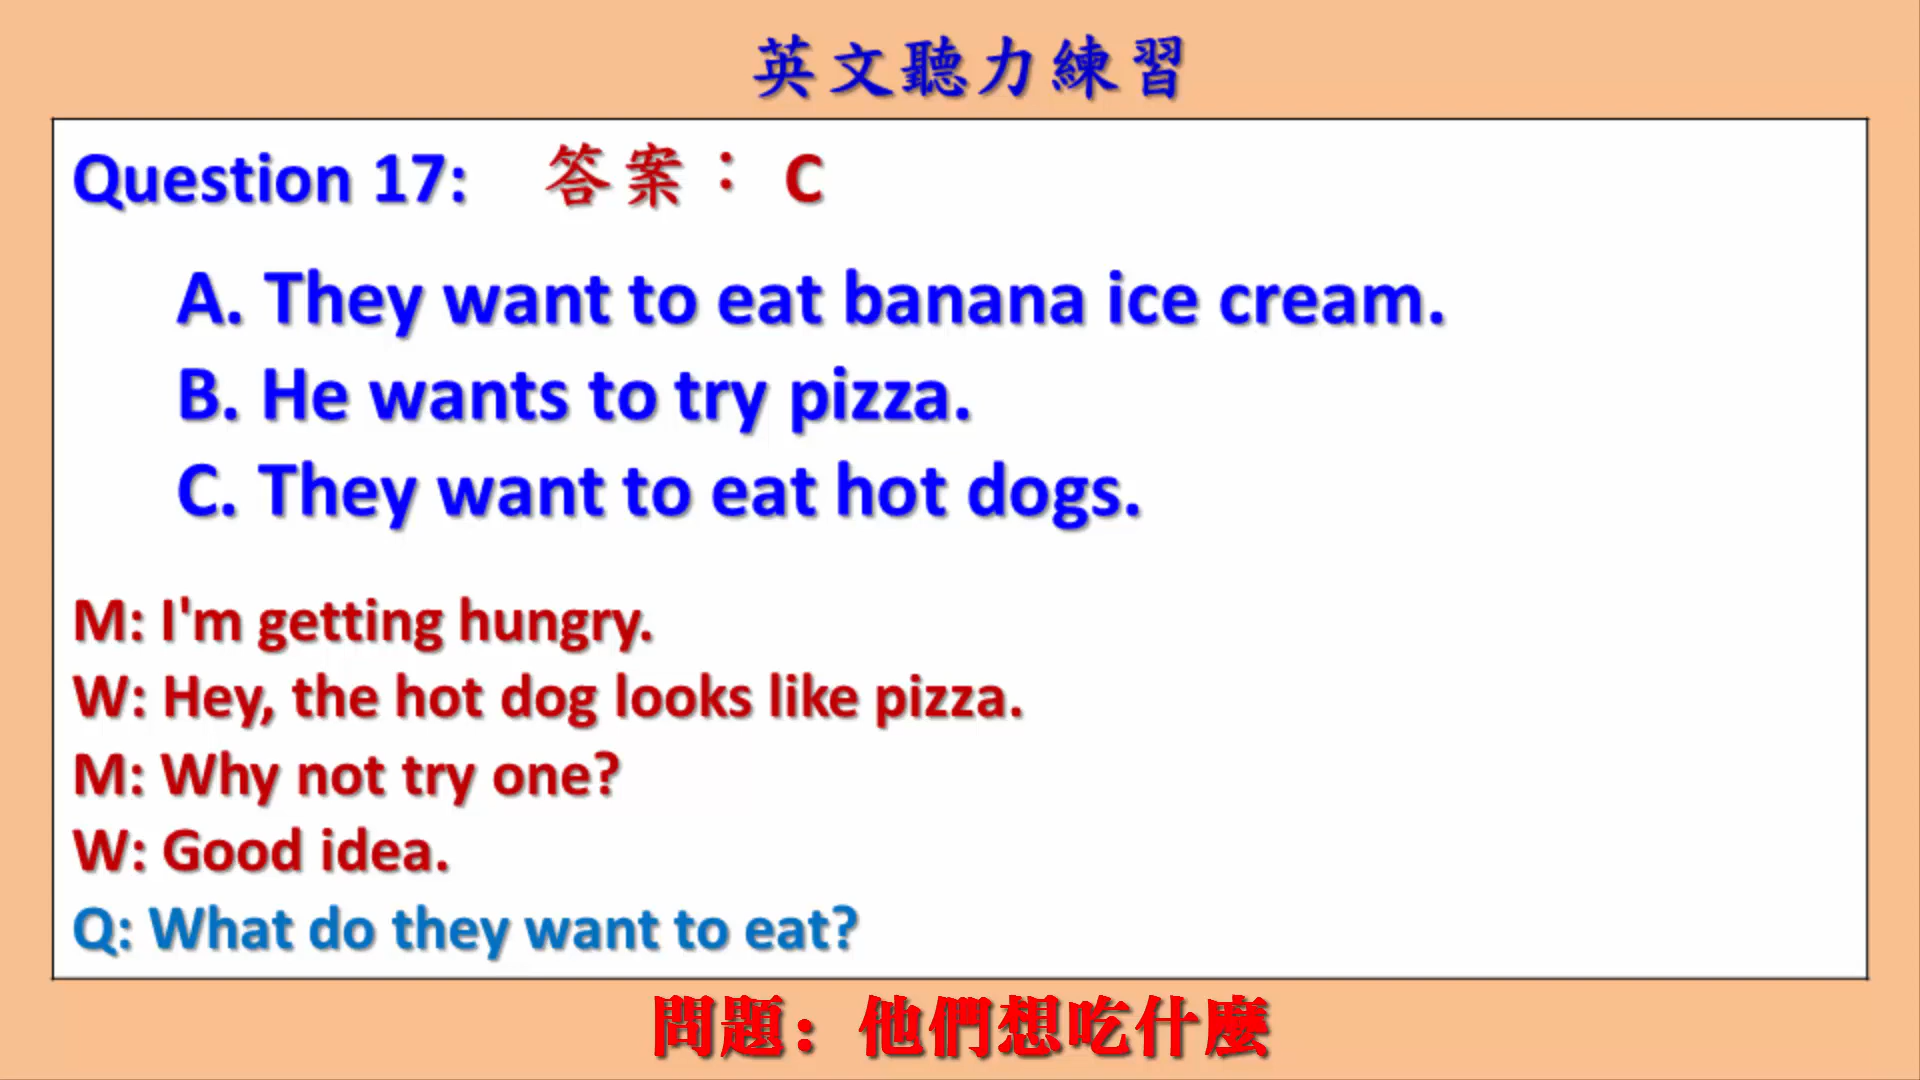 英文聽力練習
Question 17: 答案： C
A. They want to eat banana ice cream.
B. He wants to try pizza.
C. They want to eat hot dogs.
M: I'm getting hungry.
W: Hey, the hot dog looks like pizza.
M: Why not try one?
W: Good idea.
Q: What do they want to eat?
問題：他們想吃什麼